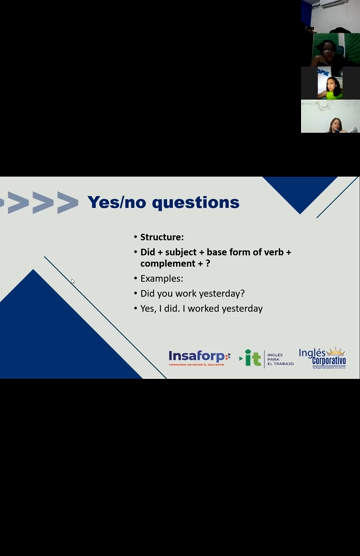 Yes/no questions
• Structure:
• Did + subject + base form of verb +
complement + ?
• Examples:
• Did you work yesterday?
• Yes, I did. I worked yesterday
Insaforp
it
INGLÉS
PARA
EL TRABAJO
Inglés
Corporativo